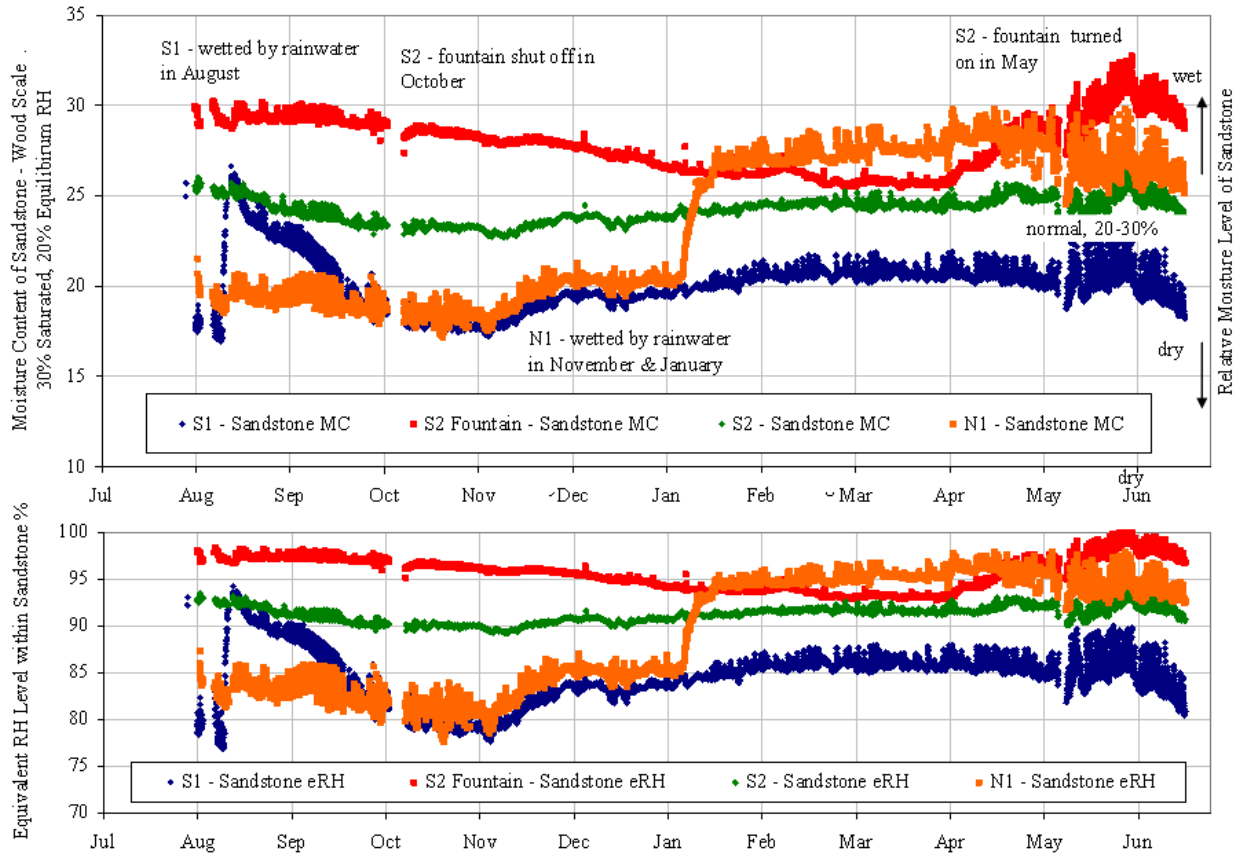 35
30
25
20
15
10
Moisture Content of Sandstone - Wood Scale .
30% Saturated, 20% Equilibirum RH
S1 - wetted by rainwater
in August
S2 - fountain shut off in
October
S2 - fountain turned
on in May
wet
normal, 20-30%
N1 - wetted by rainwater
in November & January
dry
Relative Moisture Level of Sandstone
S1 - Sandstone MC
S2 Fountain - Sandstone MC
S2 - Sandstone MC
N1 - Sandstone MC
Jul Aug Sep Oct Nov Dec Jan Feb Mar Apr May Jun
dry
100
95
90
85
80
75
70
Equivalent RH Level within Sandstone %
S1 - Sandstone eRH
S2 Fountain - Sandstone eRH
S2 - Sandstone eRH
N1 - Sandstone eRH
Jul Aug Sep Oct Nov Dec Jan Feb Mar Apr May Jun